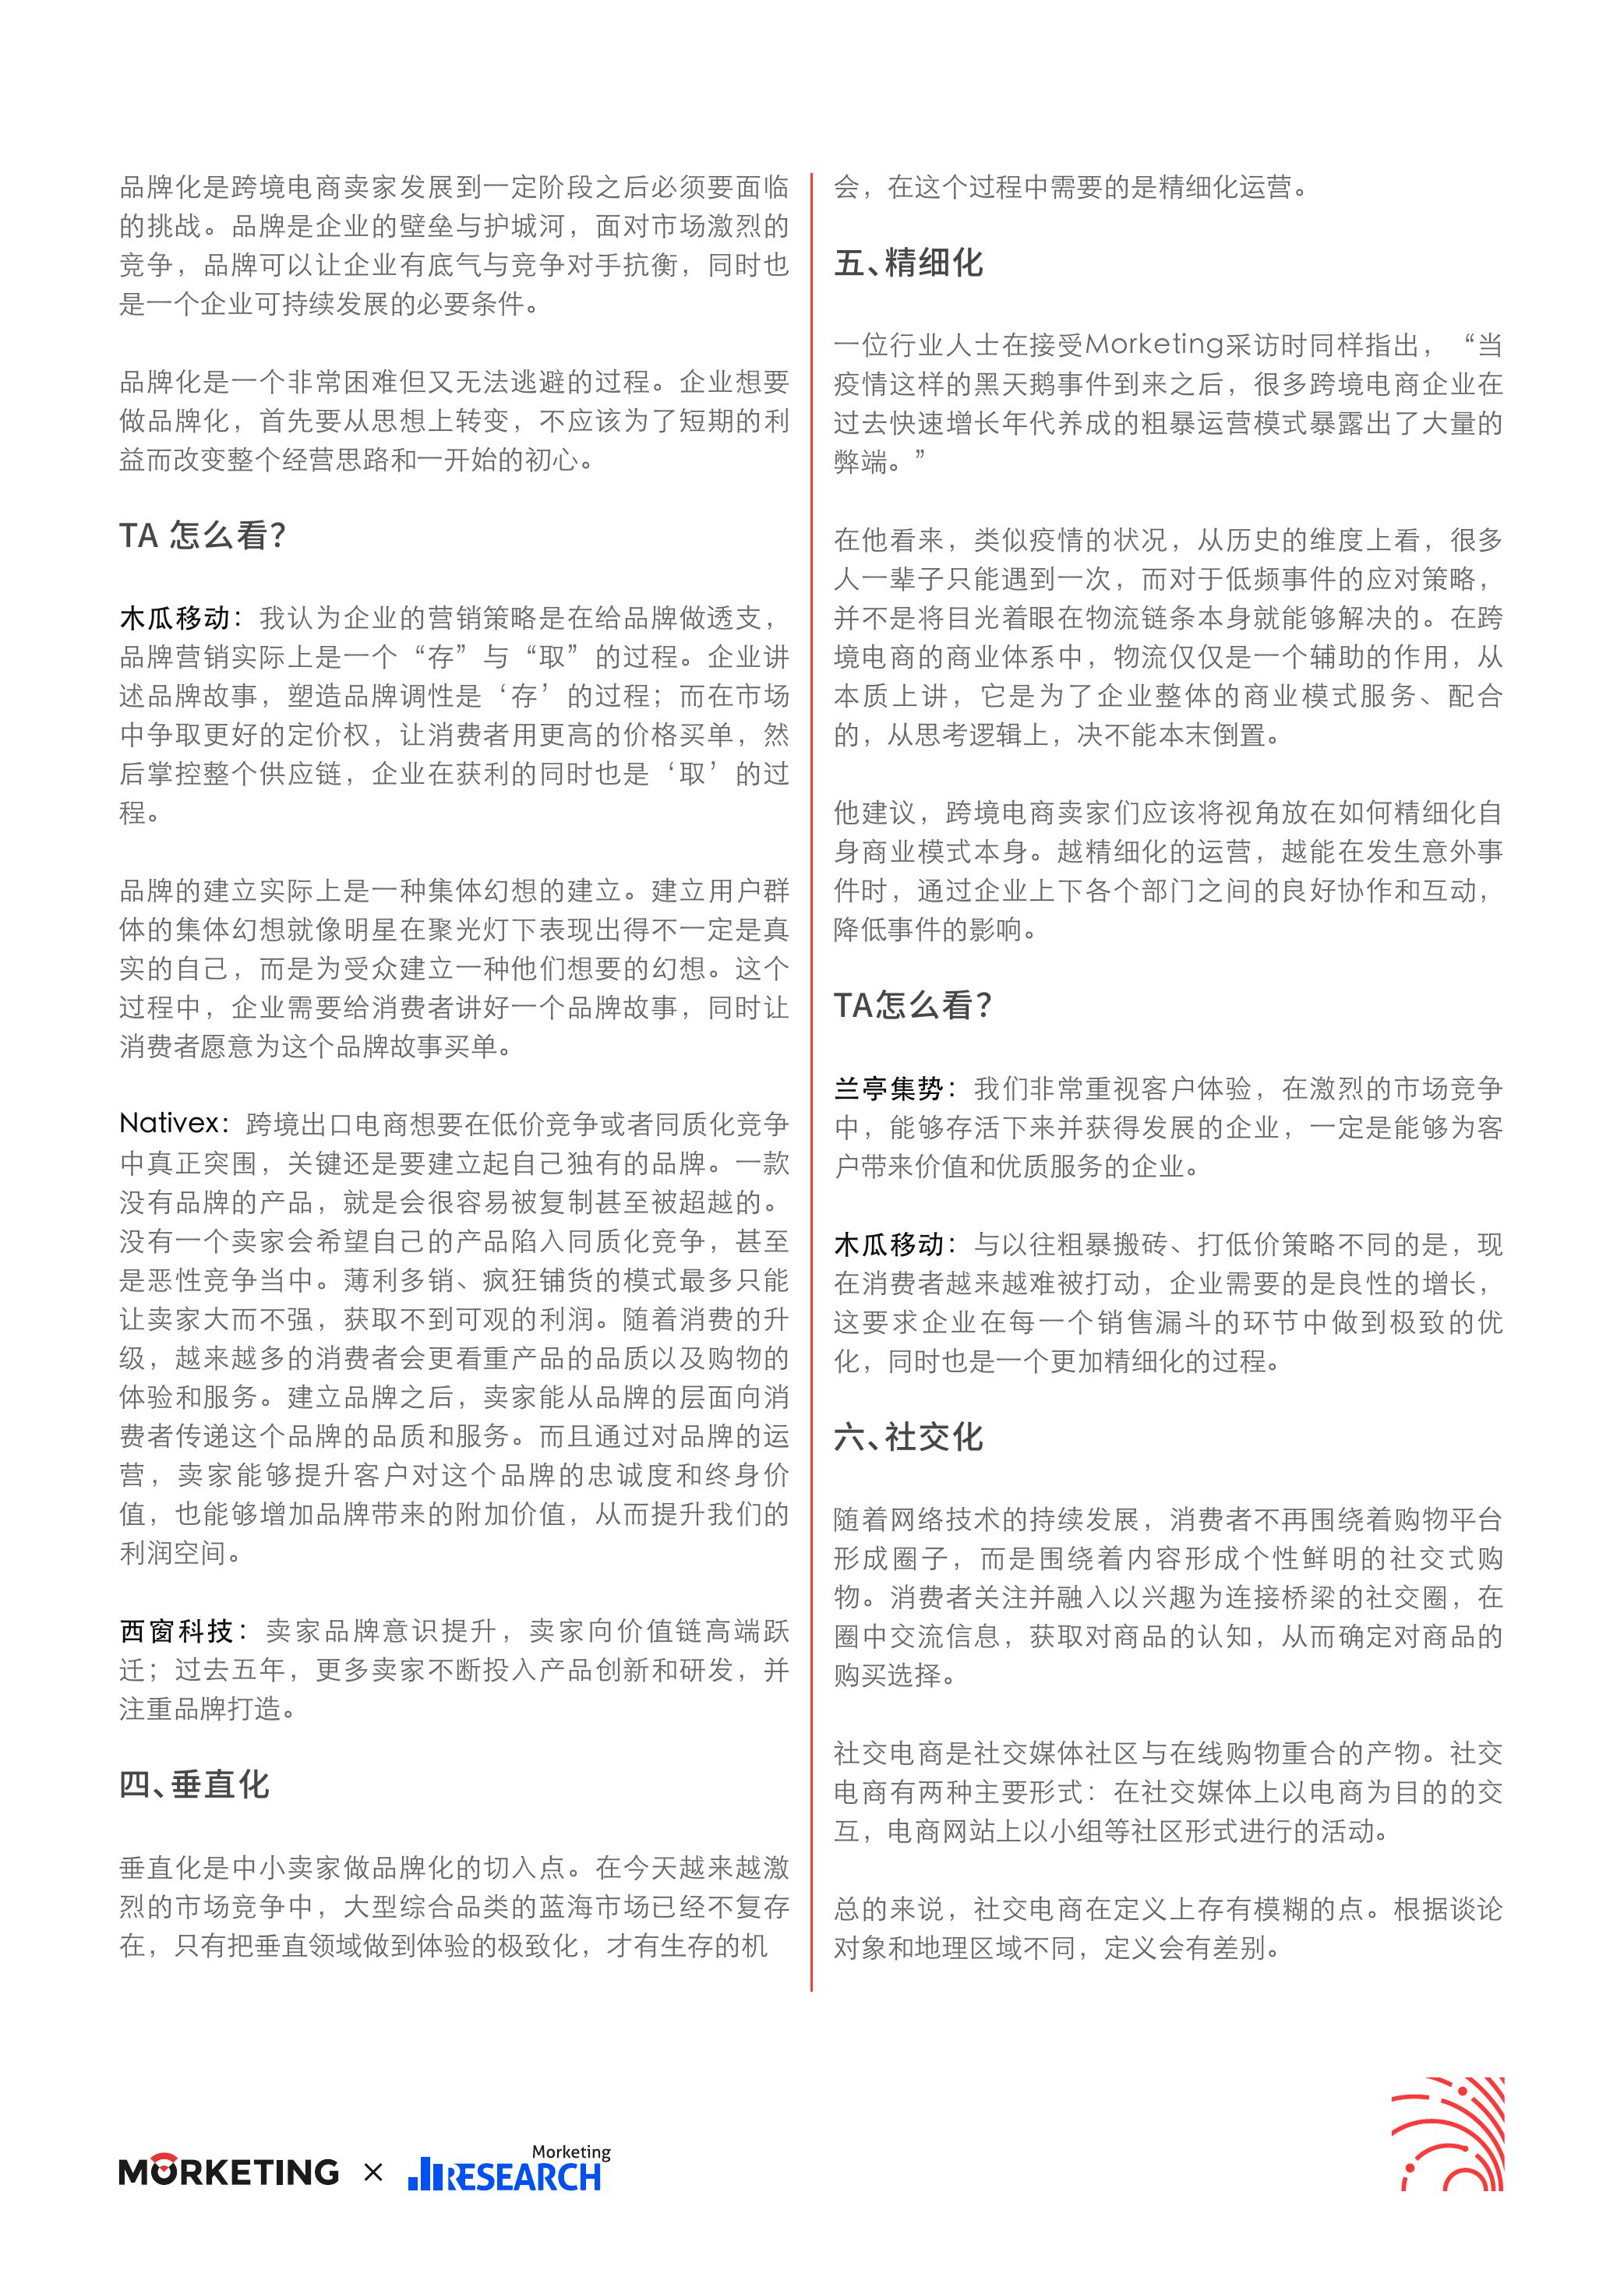 品牌化是跨境电商卖家发展到一定阶段之后必须要面临
的挑战。品牌是企业的壁垒与护城河，面对市场激烈的
竞争，品牌可以让企业有底气与竞争对手抗衡，同时也
是一个企业可持续发展的必要条件。
品牌化是一个非常困难但又无法逃避的过程。企业想要
做品牌化，首先要从思想上转变，不应该为了短期的利
益而改变整个经营思路和一开始的初心。
TA 怎么看？
木瓜移动：我认为企业的营销策略是在给品牌做透支，
品牌营销实际上是一个“存”与“取”的过程。企业讲
述品牌故事，塑造品牌调性是‘存’的过程；而在市场
中争取更好的定价权，让消费者用更高的价格买单，然
后掌控整个供应链，企业在获利的同时也是‘取’的过
程。
品牌的建立实际上是一种集体幻想的建立。建立用户群
体的集体幻想就像明星在聚光灯下表现出得不一定是真
实的自己，而是为受众建立一种他们想要的幻想。这个
过程中，企业需要给消费者讲好一个品牌故事，同时让
消费者愿意为这个品牌故事买单。
Nativex：跨境出口电商想要在低价竞争或者同质化竞争
中真正突围，关键还是要建立起自己独有的品牌。一款
没有品牌的产品，就是会很容易被复制甚至被超越的。
没有一个卖家会希望自己的产品陷入同质化竞争，甚至
是恶性竞争当中。薄利多销、疯狂铺货的模式最多只能
让卖家大而不强，获取不到可观的利润。随着消费的升
级，越来越多的消费者会更看重产品的品质以及购物的
体验和服务。建立品牌之后，卖家能从品牌的层面向消
费者传递这个品牌的品质和服务。而且通过对品牌的运
营，卖家能够提升客户对这个品牌的忠诚度和终身价
值，也能够增加品牌带来的附加价值，从而提升我们的
利润空间。
西窗科技：卖家品牌意识提升，卖家向价值链高端跃
迁；过去五年，更多卖家不断投入产品创新和研发，并
注重品牌打造。
四、垂直化
垂直化是中小卖家做品牌化的切入点。在今天越来越激
烈的市场竞争中，大型综合品类的蓝海市场已经不复存
在，只有把垂直领域做到体验的极致化，才有生存的机
会，在这个过程中需要的是精细化运营。
五、精细化
一位行业人士在接受Morketing采访时同样指出，“当
疫情这样的黑天鹅事件到来之后，很多跨境电商企业在
过去快速增长年代养成的粗暴运营模式暴露出了大量的
弊端。”
在他看来，类似疫情的状况，从历史的维度上看，很多
人一辈子只能遇到一次，而对于低频事件的应对策略，
并不是将目光着眼在物流链条本身就能够解决的。在跨
境电商的商业体系中，物流仅仅是一个辅助的作用，从
本质上讲，它是为了企业整体的商业模式服务、配合
的，从思考逻辑上，决不能本末倒置。
他建议，跨境电商卖家们应该将视角放在如何精细化自
身商业模式本身。越精细化的运营，越能在发生意外事
件时，通过企业上下各个部门之间的良好协作和互动，
降低事件的影响。
TA怎么看？
兰亭集势：我们非常重视客户体验，在激烈的市场竞争
中，能够存活下来并获得发展的企业，一定是能够为客
户带来价值和优质服务的企业。
木瓜移动：与以往粗暴搬砖、打低价策略不同的是，现
在消费者越来越难被打动，企业需要的是良性的增长，
这要求企业在每一个销售漏斗的环节中做到极致的优
化，同时也是一个更加精细化的过程。
六、社交化
随着网络技术的持续发展，消费者不再围绕着购物平台
形成圈子，而是围绕着内容形成个性鲜明的社交式购
物。消费者关注并融入以兴趣为连接桥梁的社交圈，在
圈中交流信息，获取对商品的认知，从而确定对商品的
购买选择。
社交电商是社交媒体社区与在线购物重合的产物。社交
电商有两种主要形式：在社交媒体上以电商为目的的交
互，电商网站上以小组等社区形式进行的活动。
总的来说，社交电商在定义上存有模糊的点。根据谈论
对象和地理区域不同，定义会有差别。
MORKETING × Morketing RESEARCH